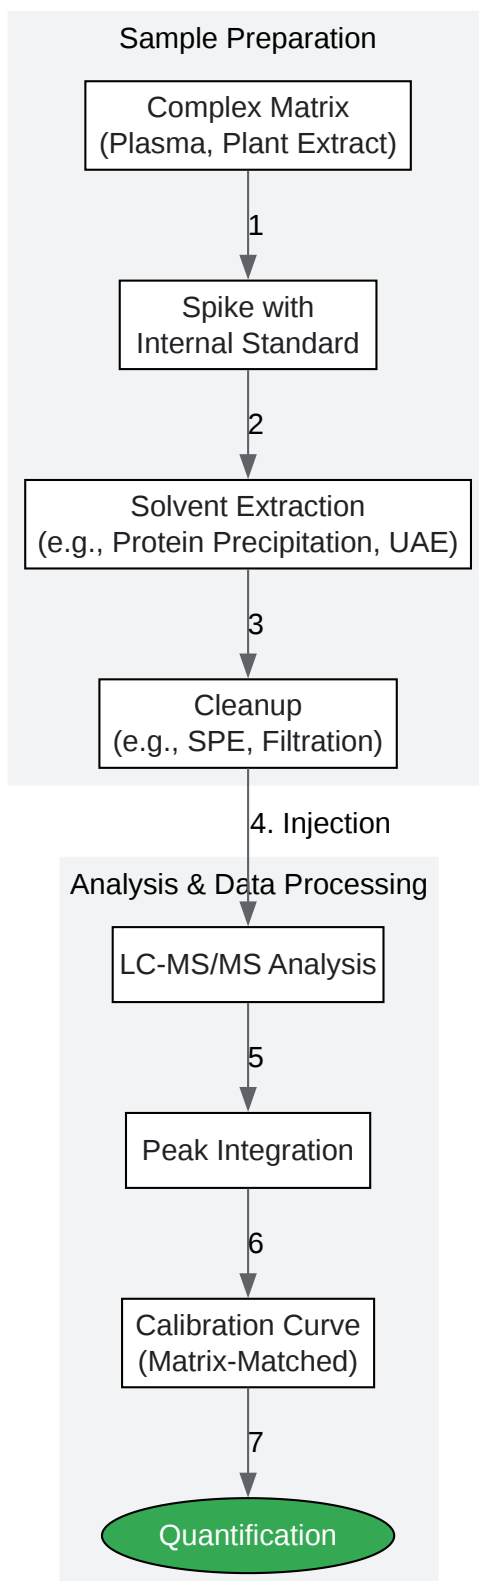 Sample Preparation
Complex Matrix
(Plasma, Plant Extract)
1
Spike with
Internal Standard
2
Solvent Extraction
(e.g., Protein Precipitation, UAE)
3
Cleanup
(e.g., SPE, Filtration)
4. Injection
Analysis & Data Processing
LC-MS/MS Analysis
5
Peak Integration
6
Calibration Curve
(Matrix-Matched)
7
Quantification